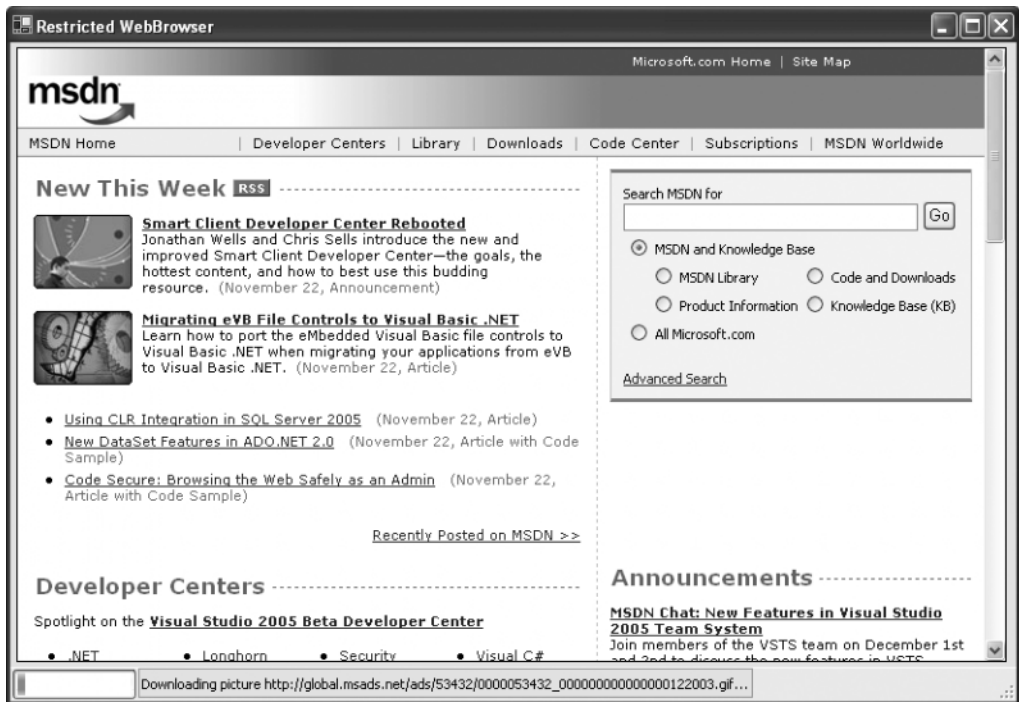 Restricted WebBrowser
Microsoft.com Home | Site Map
msdn
MSDN Home | Developer Centers | Library | Downloads | Code Center | Subscriptions | MSDN Worldwide
New This Week RSS
Smart Client Developer Center Rebooted
Jonathan Wells and Chris Sells introduce the new and
improved Smart Client Developer Center—the goals, the
hottest content, and how to best use this budding
resource. (November 22, Announcement)
Migrating eVB File Controls to Visual Basic .NET
Learn how to port the eMbedded Visual Basic file controls to
Visual Basic .NET when migrating your applications from eVB
to Visual Basic .NET. (November 22, Article)
• Using CLR Integration in SQL Server 2005 (November 22, Article)
• New DataSet Features in ADO.NET 2.0 (November 22, Article with Code
Sample)
• Code Secure: Browsing the Web Safely as an Admin (November 22,
Article with Code Sample)
Recently Posted on MSDN >>
Developer Centers
Spotlight on the Visual Studio 2005 Beta Developer Center
• .NET • Longhorn • Security • Visual C#
Search MSDN for
Go
MSDN and Knowledge Base
MSDN Library Code and Downloads
Product Information Knowledge Base (KB)
All Microsoft.com
Advanced Search
Announcements
MSDN Chat: New Features in Visual Studio
2005 Team System
Join members of the VSTS team on December 1st
and 2nd to discuss the new features in VSTS
Downloading picture http://global.msads.net/ads/53432/0000053432_000000000000000122003.gif...